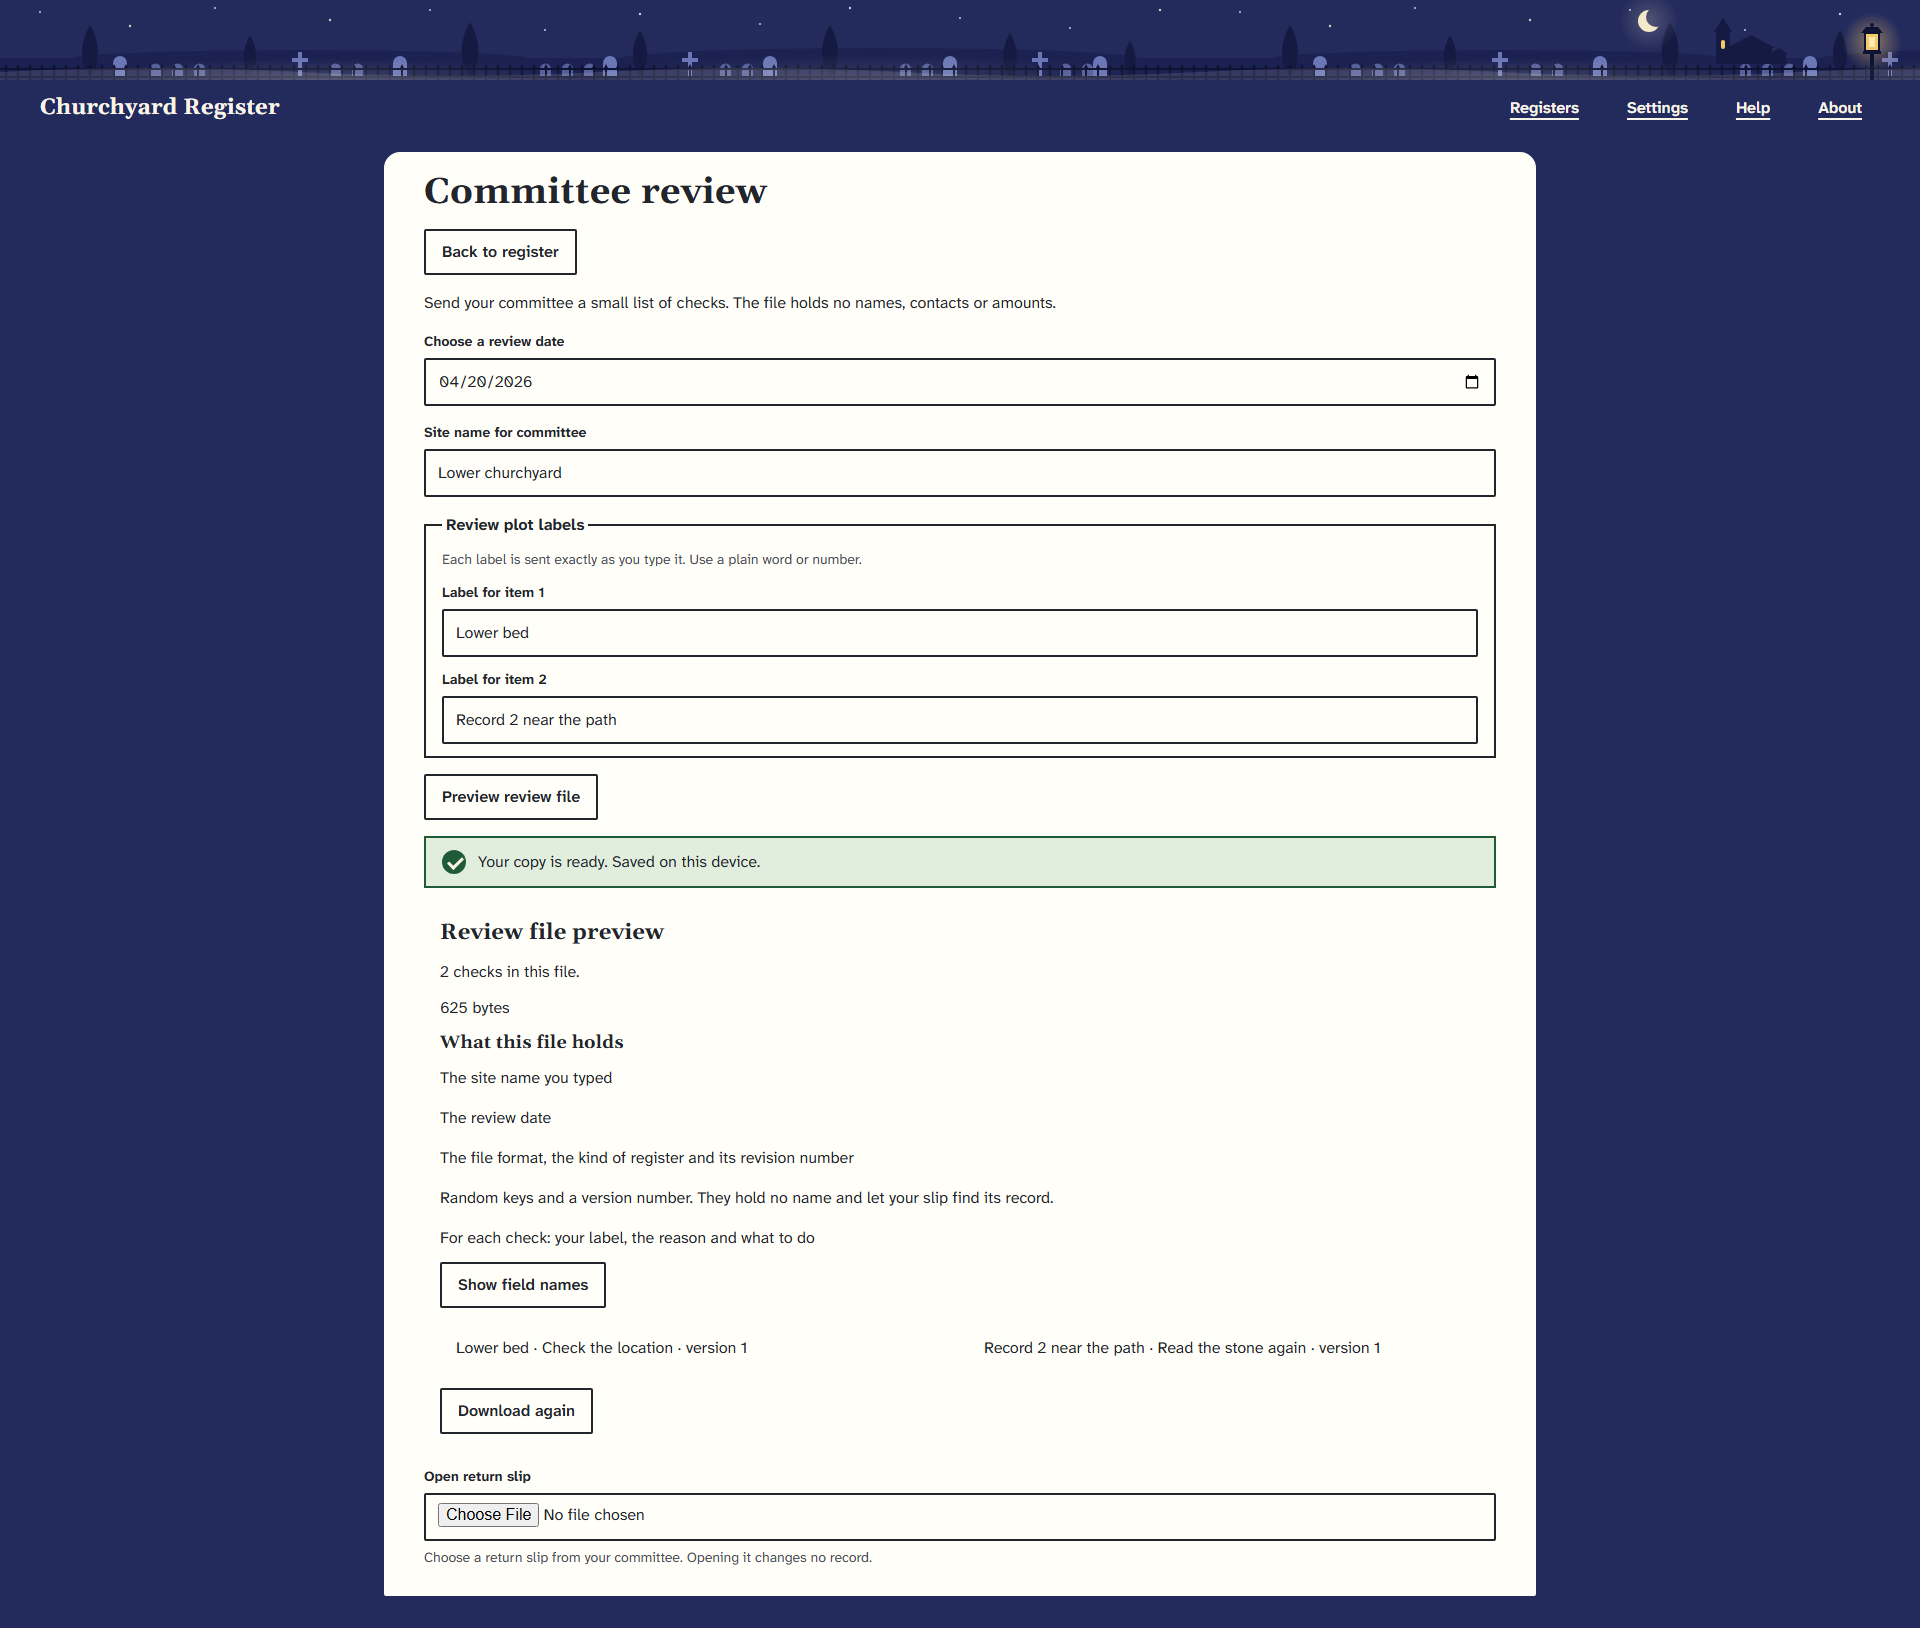 Churchyard Register
Registers
Settings
Help
About
Committee review
Back to register
Send your committee a small list of checks. The file holds no names, contacts or amounts.
Choose a review date
04/20/2026
Site name for committee
Lower churchyard
Review plot labels
Each label is sent exactly as you type it. Use a plain word or number.
Label for item 1
Lower bed
Label for item 2
Record 2 near the path
Preview review file
Your copy is ready. Saved on this device.
Review file preview
2 checks in this file.
625 bytes
What this file holds
The site name you typed
The review date
The file format, the kind of register and its revision number
Random keys and a version number. They hold no name and let your slip find its record.
For each check: your label, the reason and what to do
Show field names
Lower bed · Check the location · version 1
Record 2 near the path · Read the stone again · version 1
Download again
Open return slip
Choose File No file chosen
Choose a return slip from your committee. Opening it changes no record.